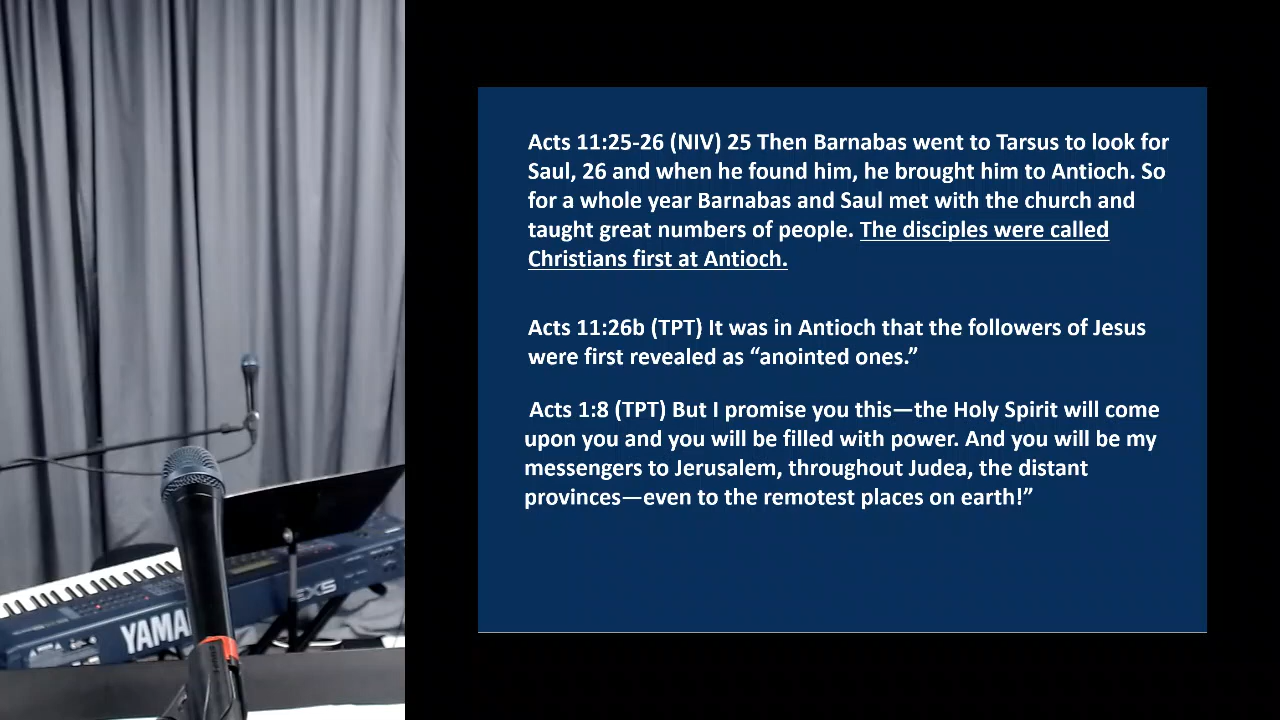 Acts 11:25-26 (NIV) 25 Then Barnabas went to Tarsus to look for
Saul, 26 and when he found him, he brought him to Antioch. So
for a whole year Barnabas and Saul met with the church and
taught great numbers of people. The disciples were called
Christians first at Antioch.
Acts 11:26b (TPT) It was in Antioch that the followers of Jesus
were first revealed as “anointed ones.”
Acts 1:8 (TPT) But I promise you this—the Holy Spirit will come
upon you and you will be filled with power. And you will be my
messengers to Jerusalem, throughout Judea, the distant
provinces—even to the remotest places on earth!”
EX5
YAMA